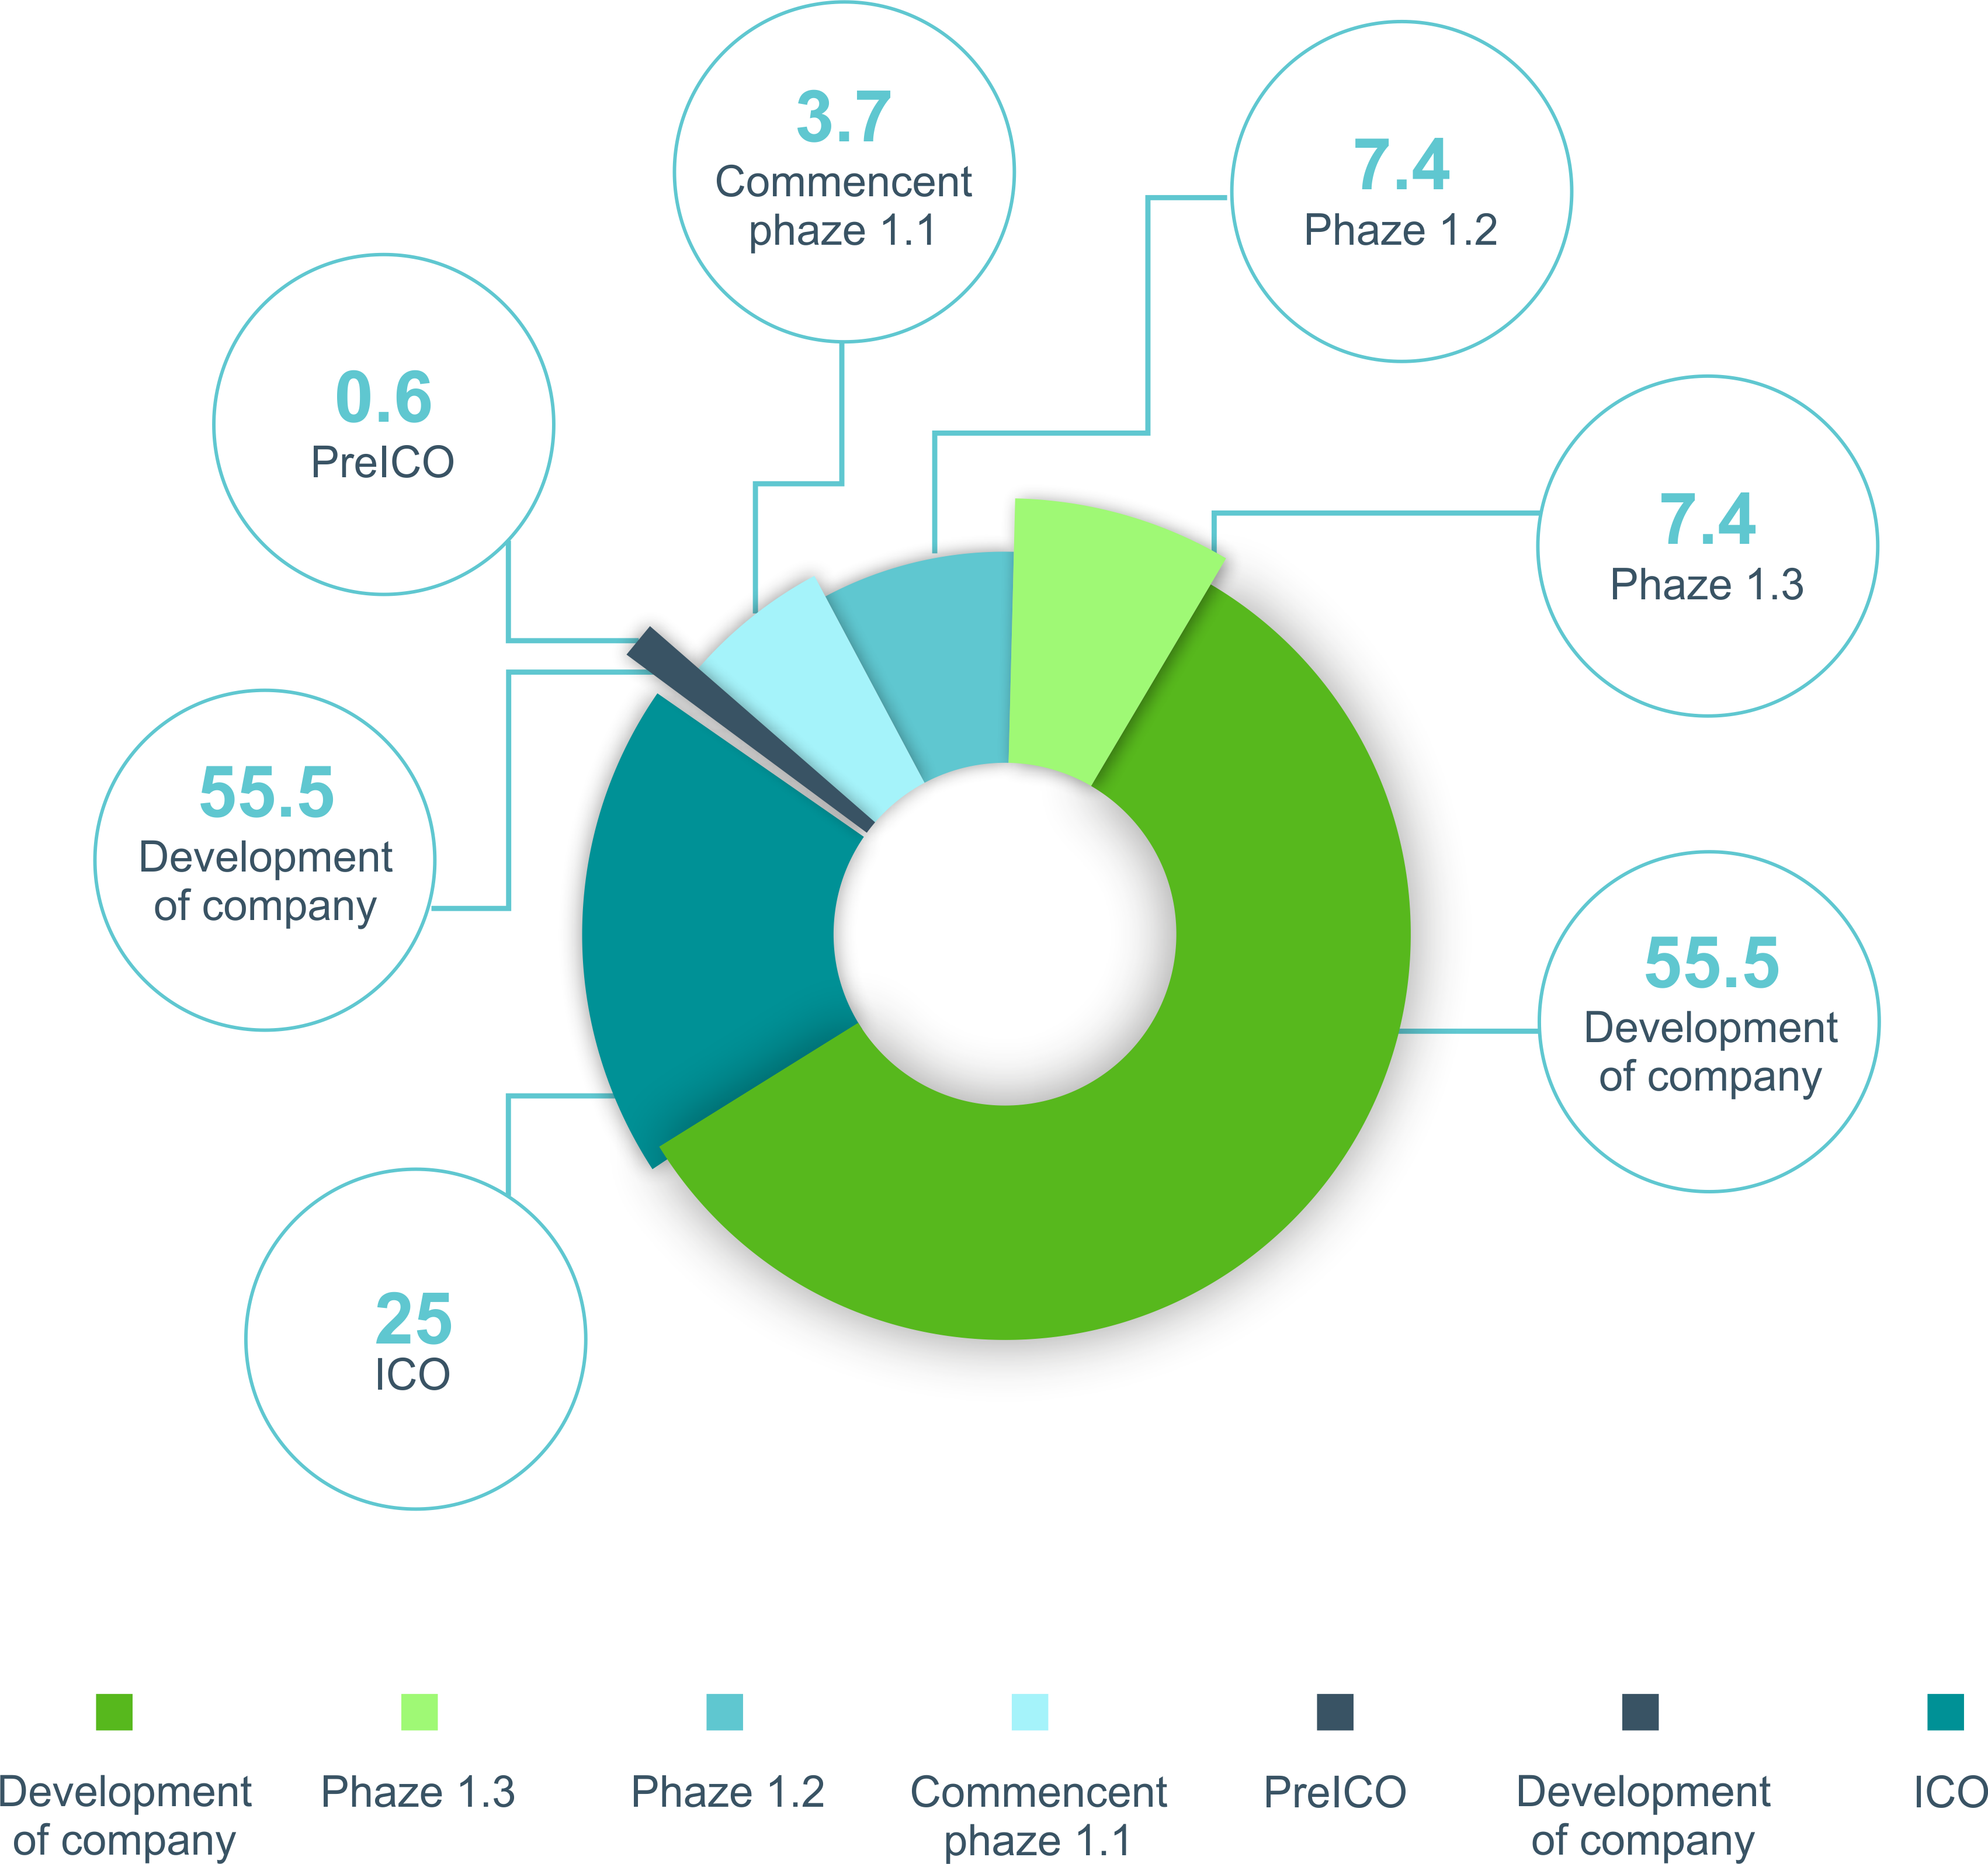 3.7
Commencent
phaze 1.1
7.4
Phaze 1.2
0.6
PreICO
7.4
Phaze 1.3
55.5
Development
of company
55.5
Development
of company
25
ICO
Development
of company
Phaze 1.3
Phaze 1.2
Commencent
phaze 1.1
PreICO
Development
of company
ICO